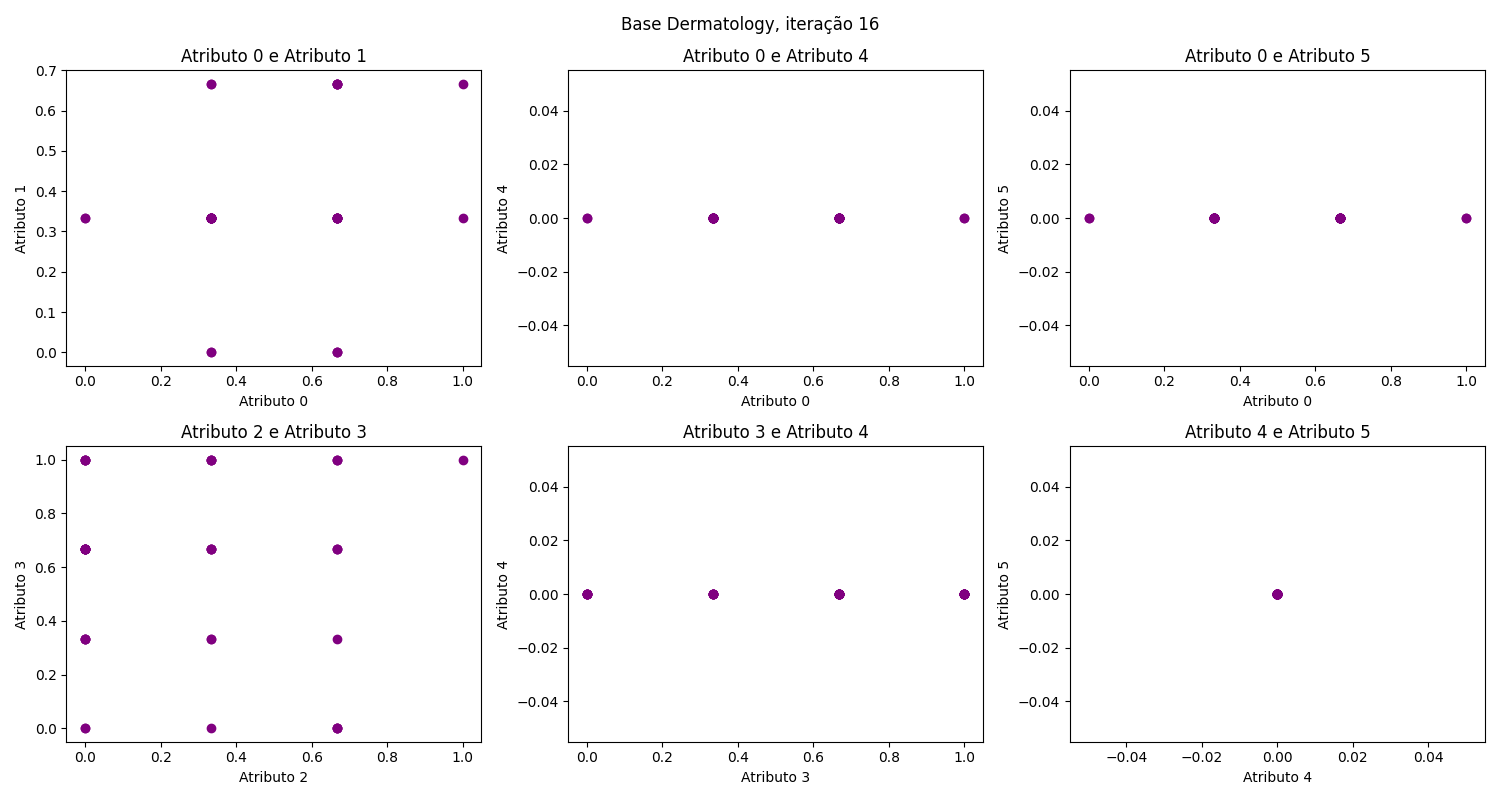 Base Dermatology, iteração 16
Atributo 0 e Atributo 1
0.7
0.6
0.5
0.4
0.3
0.2
0.1
0.0
Atributo 1
0.0 0.2 0.4 0.6 0.8 1.0
Atributo 0
Atributo 0 e Atributo 4
0.04
0.02
0.00
−0.02
−0.04
Atributo 4
0.0 0.2 0.4 0.6 0.8 1.0
Atributo 0
Atributo 0 e Atributo 5
0.04
0.02
0.00
−0.02
−0.04
Atributo 5
0.0 0.2 0.4 0.6 0.8 1.0
Atributo 0
Atributo 2 e Atributo 3
1.0
0.8
0.6
0.4
0.2
0.0
Atributo 3
0.0 0.2 0.4 0.6 0.8 1.0
Atributo 2
Atributo 3 e Atributo 4
0.04
0.02
0.00
−0.02
−0.04
Atributo 4
0.0 0.2 0.4 0.6 0.8 1.0
Atributo 3
Atributo 4 e Atributo 5
0.04
0.02
0.00
−0.02
−0.04
Atributo 5
−0.04 −0.02 0.00 0.02 0.04
Atributo 4